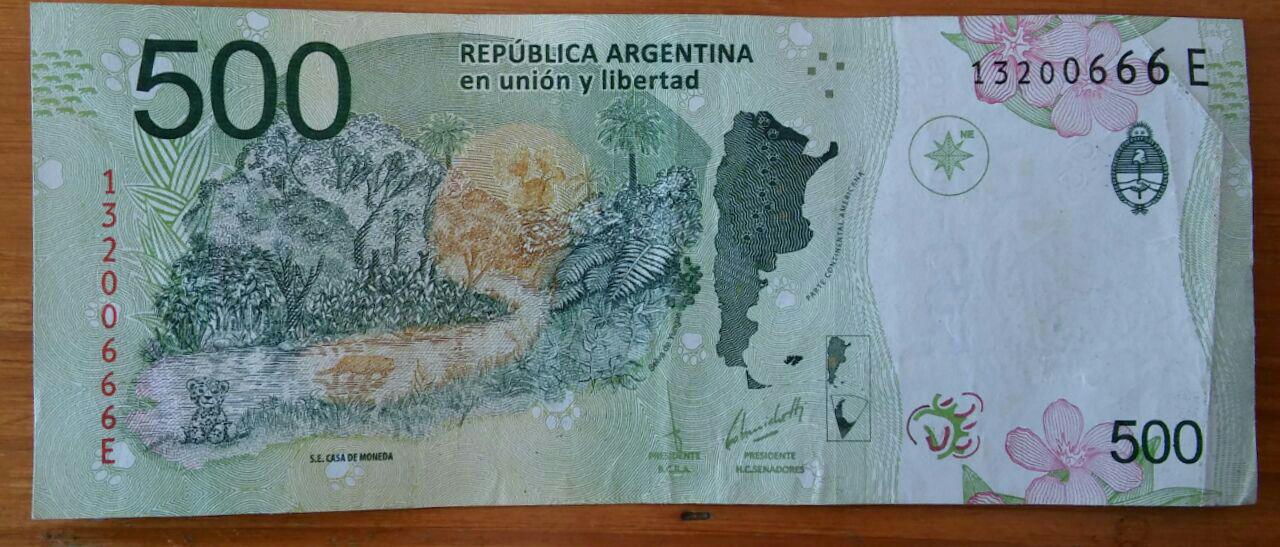 500
REPÚBLICA ARGENTINA
en unión y libertad
13200666 E
NE
13200666E
PARTE CONTINENTAL AMERICANA
S.E. CASA DE MONEDA
PRESIDENTE
B.C.R.A.
PRESIDENTE
H.C.SENADORES
500